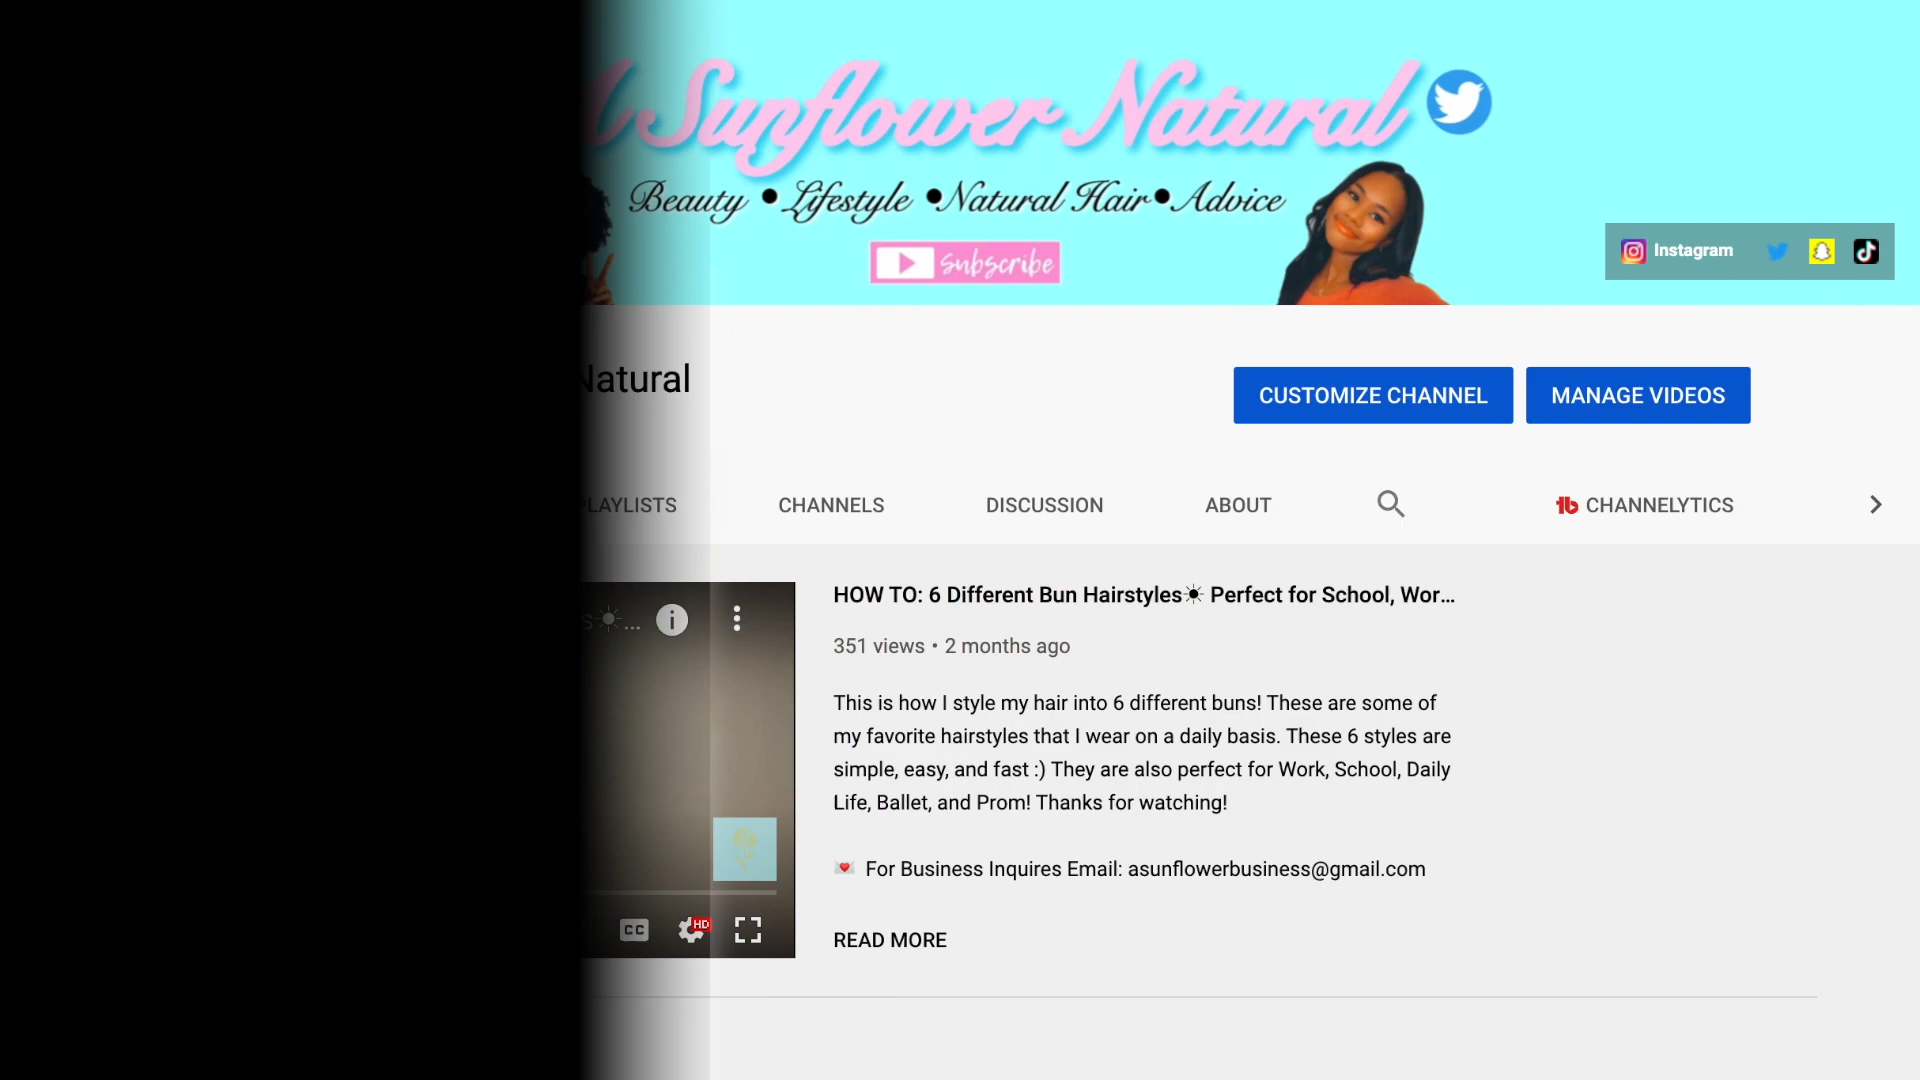 Sunflower Natural
Beauty •Lifestyle •Natural Hair•Advice
Subscribe
Instagram
Natural
CUSTOMIZE CHANNEL
MANAGE VIDEOS
PLAYLISTS
CHANNELS
DISCUSSION
ABOUT
CHANNELYTICS
HOW TO: 6 Different Bun Hairstyles☀ Perfect for School, Wor...
351 views • 2 months ago
This is how I style my hair into 6 different buns! These are some of
my favorite hairstyles that I wear on a daily basis. These 6 styles are
simple, easy, and fast :) They are also perfect for Work, School, Daily
Life, Ballet, and Prom! Thanks for watching!
💌 For Business Inquires Email: asunflowerbusiness@gmail.com
READ MORE
s☀...
CC
HD